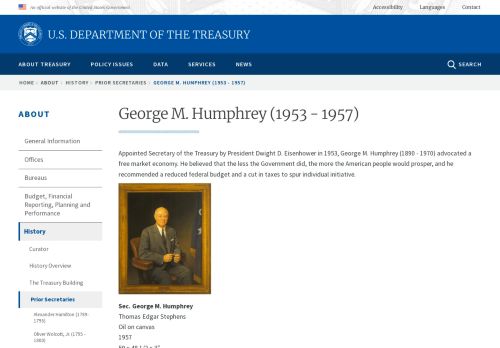 An official website of the United States Government
Accessibility Languages Contact
U.S. DEPARTMENT OF THE TREASURY
ABOUT TREASURY POLICY ISSUES DATA SERVICES NEWS SEARCH
HOME › ABOUT › HISTORY › PRIOR SECRETARIES › GEORGE M. HUMPHREY (1953 - 1957)
ABOUT
General Information
Offices
Bureaus
Budget, Financial
Reporting, Planning and
Performance
History
Curator
History Overview
The Treasury Building
Prior Secretaries
Alexander Hamilton (1789 -
1795)
Oliver Wolcott, Jr. (1795 -
1800)
George M. Humphrey (1953 - 1957)
Appointed Secretary of the Treasury by President Dwight D. Eisenhower in 1953, George M. Humphrey (1890 - 1970) advocated a
free market economy. He believed that the less the Government did, the more the American people would prosper, and he
recommended a reduced federal budget and a cut in taxes to spur individual initiative.
Sec. George M. Humphrey
Thomas Edgar Stephens
Oil on canvas
1957